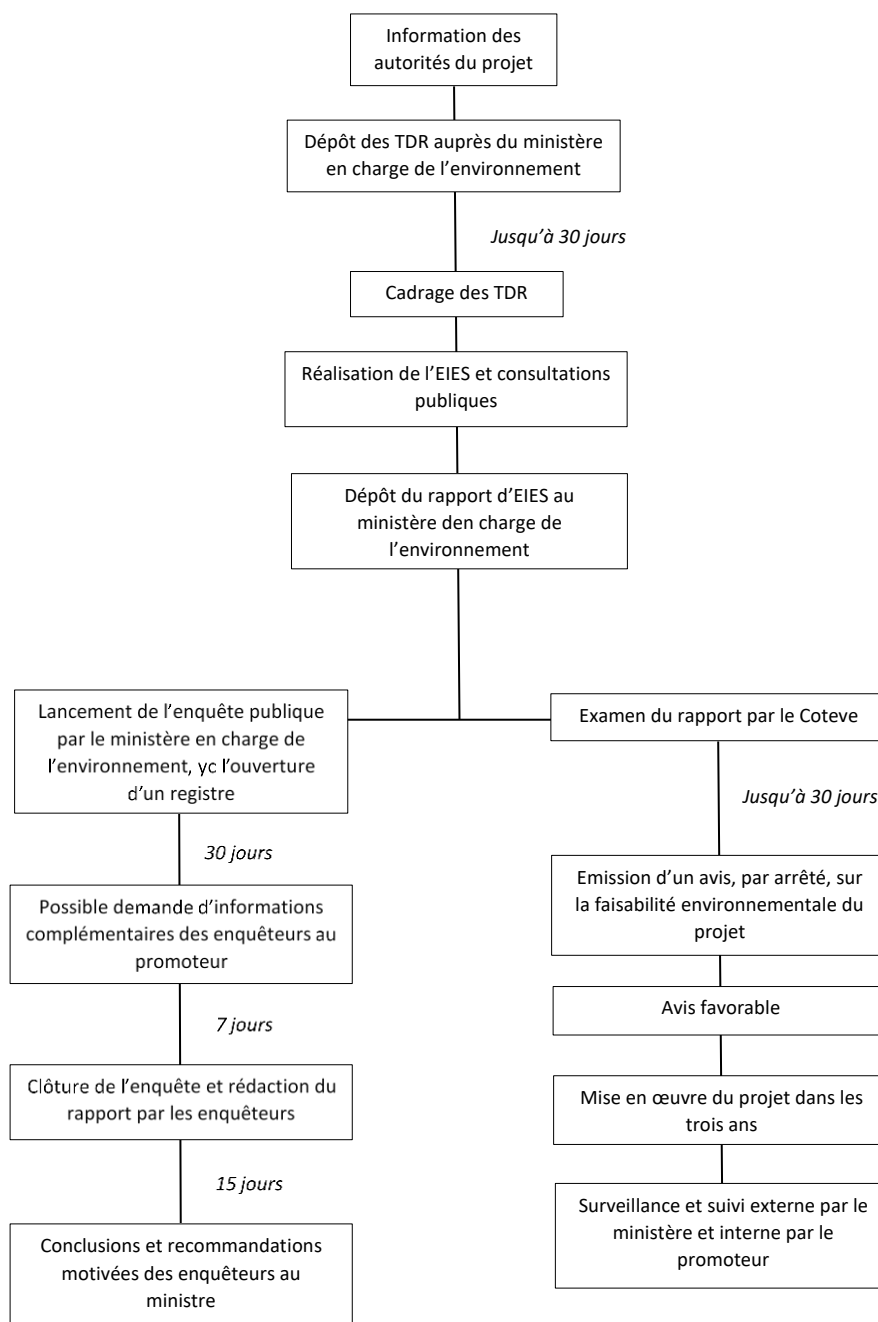 Information des
autorités du projet
Dépôt des TDR auprès du ministère
en charge de l’environnement
Jusqu’à 30 jours
Cadrage des TDR
Réalisation de l’EIES et consultations
publiques
Dépôt du rapport d’EIES au
ministère den charge de
l’environnement
Lancement de l’enquête publique
par le ministère en charge de
l’environnement, yc l’ouverture
d’un registre
30 jours
Possible demande d’informations
complémentaires des enquêteurs au
promoteur
7 jours
Clôture de l’enquête et rédaction du
rapport par les enquêteurs
15 jours
Conclusions et recommandations
motivées des enquêteurs au
ministre
Examen du rapport par le Coteve
Jusqu’à 30 jours
Emission d’un avis, par arrêté, sur
la faisabilité environnementale du
projet
Avis favorable
Mise en œuvre du projet dans les
trois ans
Surveillance et suivi externe par le
ministère et interne par le
promoteur